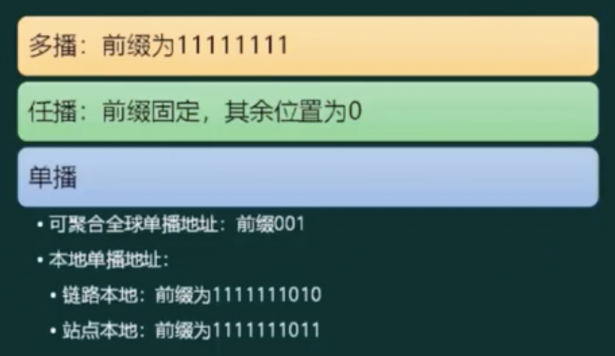 多播：前缀为11111111
任播：前缀固定，其余位置为0
单播
• 可聚合全球单播地址：前缀001
• 本地单播地址：
• 链路本地：前缀为1111111010
• 站点本地：前缀为1111111011